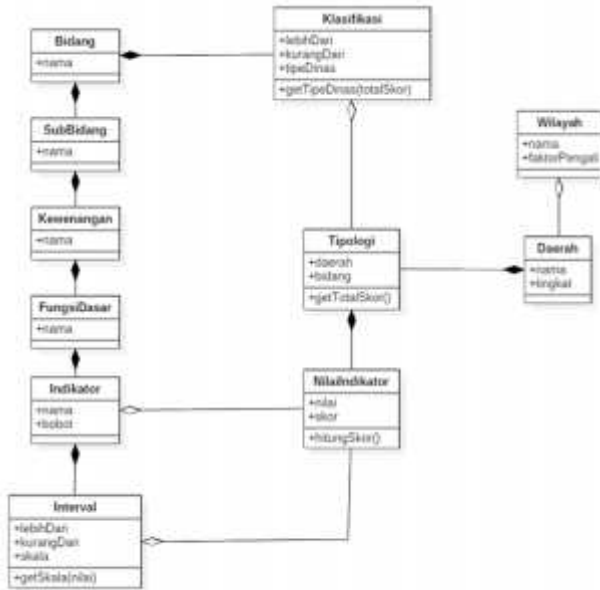 Bidang
+nama
SubBidang
+nama
Kewenangan
+nama
FungsiDasar
+nama
Indikator
+nama
+bobot
Interval
+lebihDari
+kurangDari
+skala
+getSkala(nilai)
Klasifikasi
+lebihDari
+kurangDari
+tipeDinas
+getTipeDinas(totalSkor)
Tipologi
+daerah
+bidang
+getTotalSkor()
NilaiIndikator
+nilai
+skor
+hitungSkor()
Wilayah
+nama
+faktorPengali
Daerah
+nama
+tingkat